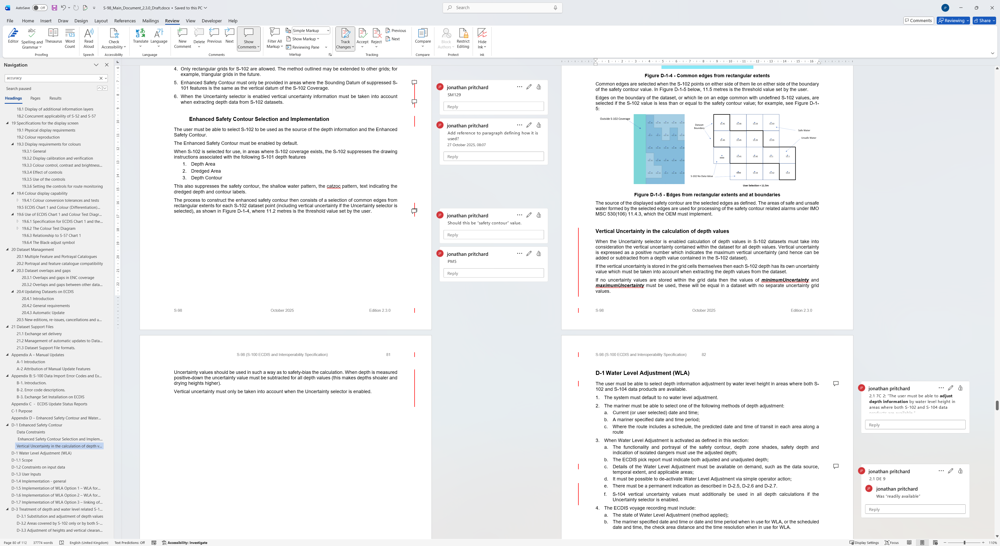 AutoSave Off S-98_Main_Document_2.3.0_Draft.docx • Saved to this PC Search JP
File Home Insert Draw Design Layout References Mailings Review View Developer Help Comments Reviewing Share
Editor Spelling and Grammar Thesaurus Word Count Read Aloud Check Accessibility Translate Language New Comment Delete Previous Next Show Comments Filter All Markup Simple Markup Show Markup Reviewing Pane Track Changes Accept Reject Previous Next Compare Block Authors Restrict Editing Hide Ink
Proofing Speech Accessibility Language Comments Markup Tracking Compare Protect Ink
Navigation
accuracy
Search paused
Headings Pages Results
18.1 Display of additional information layers
18.2 Concurrent applicability of S-52 and S-57
19 Specifications for the display screen
19.1 Physical display requirements
19.2 Colour reproduction
19.3 Display requirements for colours
19.3.1 General
19.3.2 Display calibration and verification
19.3.3 Colour control, contrast and brightness...
19.3.4 Effect of controls
19.3.5 Use of the controls
19.3.6 Setting the controls for route monitoring
19.4 Colour display capability
19.4.1 Colour conversion tolerances and tests
19.5 ECDIS Chart 1 and Colour (Differentiation)...
19.6 Use of ECDIS Chart 1 and Colour Test Diagr...
19.6.1 Specification for ECDIS Chart 1 and the...
19.6.2 The Colour Test Diagram
19.6.3 Relationship to S-57 Chart 1
19.6.4 The Black-adjust symbol
20 Dataset Management
20.1 Multiple Feature and Portrayal Catalogues
20.2 Portrayal and feature catalogue compatibility
20.3 Dataset overlaps and gaps
20.3.1 Overlaps and gaps in ENC coverage
20.3.2 Overlaps and gaps between other data...
20.4 Updating Datasets on ECDIS
20.4.1 Introduction
20.4.2 General requirements
20.4.3 Automatic Update
20.5 New editions, re-issues, cancellations and u...
21 Dataset Support Files
21.1 Exchange set delivery
21.2 Management of automatic updates to Data...
21.3 Dataset Support File formats.
Appendix A – Manual Updates
A-1 Introduction
A-2 Attribution of Manual Update Features
Appendix B: S-100 Data Import Error Codes and Ex...
B-1. Introduction.
B-2. Error code descriptions.
B-3. Exchange Set Installation on ECDIS
Appendix C - ECDIS Update Status Reports
C-1 Purpose
Appendix D – Enhanced Safety Contour and Water...
D-1 Enhanced Safety Contour
Data Constraints
Enhanced Safety Contour Selection and Implem...
Vertical Uncertainty in the calculation of depth v...
D-1 Water Level Adjustment (WLA)
D-1.1 Scope
D-1.2 Constraints on input data
D-1.3 User Inputs
D-1.4 Implementation - general
D-1.5 Implementation of WLA Option 1 – WLA for...
D-1.6 Implementation of WLA Option 2 – WLA for...
D-1.7 Implementation of WLA Option 3 – linking of...
D-3 Treatment of depth and water level related S-1...
D-3.1 Substitution and adjustment of depth values
D-3.2 Areas covered by S-102 only or by both S-...
D-3.3 Adjustment of heights and vertical clearan...
4. Only rectangular grids for S-102 are allowed. The method outlined may be extended to other grids; for
example, triangular grids in the future.
5. Enhanced Safety Contour must only be provided in areas where the Sounding Datum of suppressed S-
101 features is the same as the vertical datum of the S-102 Coverage.
6. When the Uncertainty selector is enabled vertical uncertainty information must be taken into account
when extracting depth data from S-102 datasets.
Enhanced Safety Contour Selection and Implementation
The user must be able to select S-102 to be used as the source of the depth information and the Enhanced
Safety Contour.
The Enhanced Safety Contour must be enabled by default.
When S-102 is selected for use, in areas where S-102 coverage exists, the S-102 suppresses the drawing
instructions associated with the following S-101 depth features
1. Depth Area
2. Dredged Area
3. Depth Contour
This also suppresses the safety contour, the shallow water pattern, the catzoc pattern, text indicating the
dredged depth and contour labels.
The process to construct the enhanced safety contour then consists of a selection of common edges from
rectangular extents for each S-102 dataset point (including vertical uncertainty if the Uncertainty selector is
selected), as shown in Figure D-1-4, where 11.2 metres is the threshold value set by the user.
S-98 October 2025 Edition 2.3.0
JP jonathan pritchard
SM129
Reply
JP jonathan pritchard
Add reference to paragraph defining how it is
used?
27 October 2025, 08:07
Reply
JP jonathan pritchard
Should this be “safety contour” value.
Reply
JP jonathan pritchard
PM5
Reply
Figure D-1-4 - Common edges from rectangular extents
Common edges are selected when the S-102 points on either side of them lie on either side of the boundary
of the safety contour value. In Figure D-1-5 below, 11.5 metres is the threshold value set by the user.
Edges on the boundary of the dataset, or which lie on an edge common with undefined S-102 values, are
selected if the S-102 value is less than or equal to the safety contour value; for example, see Figure D-1-
5:
Outside S-102 Coverage
Dataset
Boundary
11.41 11.56 11.53 11.53
Safe Water
Unsafe Water
11.45 11.45 11.25 11.55
9999 11.41 11.42 11.1 11.1
9999 11.53 11.52 11.0
S-102 No Data Value
User Selection = 11.5m
Figure D-1-5 - Edges from rectangular extents and at boundaries
The source of the displayed safety contour are the selected edges as defined. The areas of safe and unsafe
water formed by the selected edges are used for processing of the safety contour related alarms under IMO
MSC 530(106) 11.4.3, which the OEM must implement.
Vertical Uncertainty in the calculation of depth values
When the Uncertainty selector is enabled calculation of depth values in S-102 datasets must take into
consideration the vertical uncertainty contained within the dataset for all depth values. Vertical uncertainty
is expressed as a positive number which indicates the maximum vertical uncertainty (and hence can be
added or subtracted from a depth value contained in the S-102 dataset).
If the vertical uncertainty is stored in the grid cells themselves then each S-102 depth has its own uncertainty
value which must be taken into account when extracting the depth values from the dataset.
If no uncertainty values are stored within the grid data then the values of minimumUncertainty and
maximumUncertainty must be used, these will be equal in a dataset with no separate uncertainty grid
values.
S-98 October 2025 Edition 2.3.0
S-98 (S-100 ECDIS and Interoperability Specification) 81
Uncertainty values should be used in such a way as to safety-bias the calculation. When depth is measured
positive-down the uncertainty value must be subtracted for all depth values (this makes depths shoaler and
drying heights higher).
Vertical uncertainty must only be taken into account when the Uncertainty selector is enabled.
S-98 (S-100 ECDIS and Interoperability Specification) 82
D-1 Water Level Adjustment (WLA)
The user must be able to select depth information adjustment by water level height in areas where both S-
102 and S-104 data products are available.
1. The system must default to no water level adjustment.
2. The mariner must be able to select one of the following methods of depth adjustment:
a. Current (or user selected) date and time;
b. A mariner specified date and time period;
c. Where the route includes a schedule, the predicted date and time of transit in each area along a
route
3. When Water Level Adjustment is activated as defined in this section:
a. The functionality and portrayal of the safety contour, depth zone shades, safety depth and
indication of isolated dangers must use the adjusted depth;
b. The ECDIS pick report must indicate both adjusted and unadjusted depth;
c. Details of the Water Level Adjustment must be available on demand, such as the data source,
temporal extent, and applicable areas;
d. It must be possible to de-activate Water Level Adjustment via simple operator action;
e. There must be a permanent indication as described in D-2.5, D-2.6 and D-2.7.
f. S-104 vertical uncertainty values must additionally be used in all depth calculations if the
Uncertainty selector is enabled.
4. The ECDIS voyage recording must include:
a. The state of Water Level Adjustment (method applied);
b. The mariner specified date and time or date and time period when in use for WLA, or the scheduled
date and time, the check area distance and the time resolution when in use for WLA.
JP jonathan pritchard
2.1 7C 2: “The user must be able to adjust
depth information by water level height in
areas where both S-102 and S-104 data
products are available.”
Reply
JP jonathan pritchard
2.1 DE 9
JP jonathan pritchard
Was “readily available”
Reply
Page 80 of 112 37774 words English (United Kingdom) Text Predictions: Off Accessibility: Investigate Display Settings Focus 110%